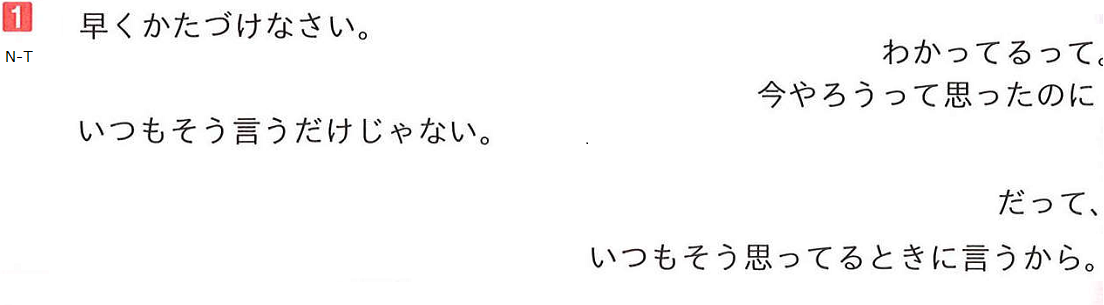 1
早くかたづけなさい。
N-T
わかってるって。
今やろうって思ったのに
いつもそう言うだけじゃない。
だって、
いつもそう思ってるときに言うから。